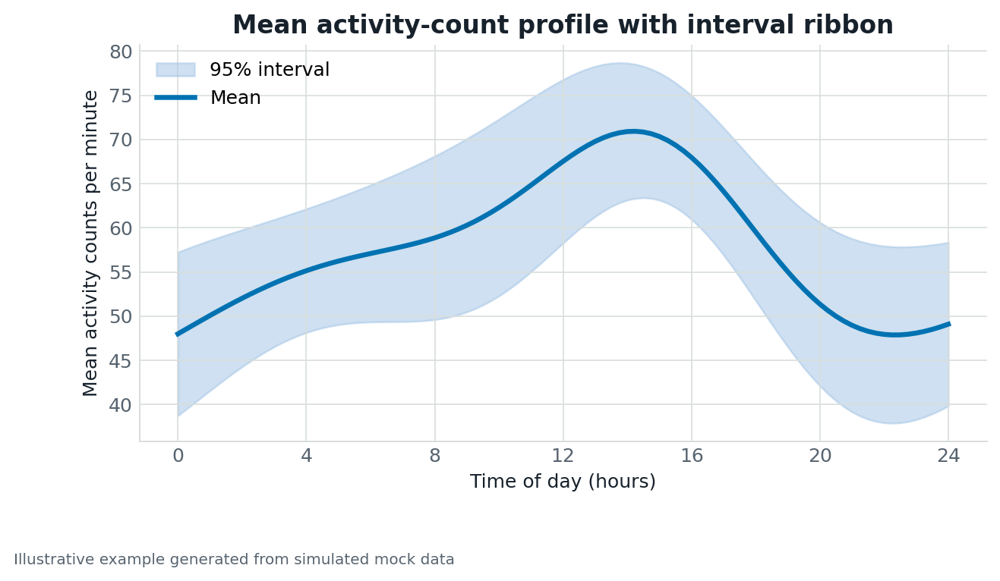 Mean activity-count profile with interval ribbon
95% interval
Mean
Mean activity counts per minute
80
75
70
65
60
55
50
45
40
0 4 8 12 16 20 24
Time of day (hours)
Illustrative example generated from simulated mock data